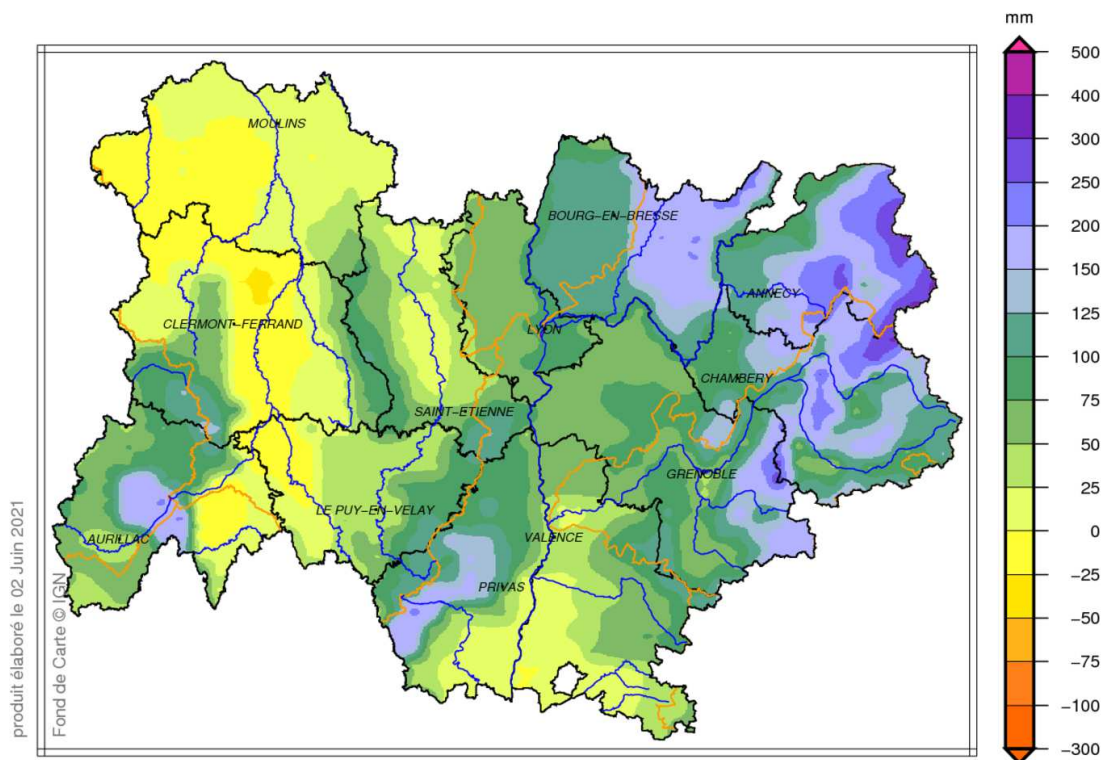 mm
500
400
300
250
200
150
125
100
75
50
25
0
−25
−50
−75
−100
−300
MOULINS
BOURG−EN−BRESSE
ANNECY
CLERMONT−FERRAND
LYON
CHAMBERY
SAINT−ETIENNE
GRENOBLE
LE PUY−EN−VELAY
AURILLAC
VALENCE
PRIVAS
produit élaboré le 02 Juin 2021
Fond de Carte © IGN